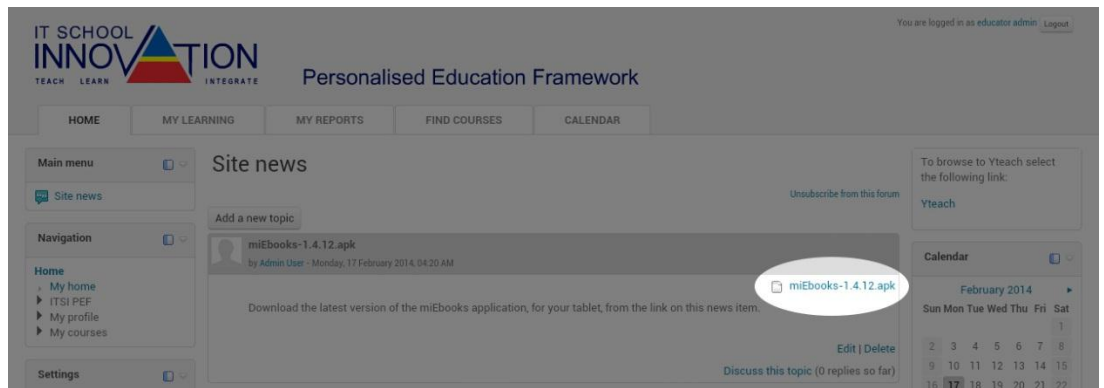 IT SCHOOL
INNOVATION
TEACH LEARN INTEGRATE
Personalised Education Framework
You are logged in as educator admin Logout
HOME MY LEARNING MY REPORTS FIND COURSES CALENDAR
Main menu
Site news
Navigation
Home
My home
ITSI PEF
My profile
My courses
Settings
Site news
Unsubscribe from this forum
Add a new topic
miEbooks-1.4.12.apk
by Admin User - Monday, 17 February 2014, 04:20 AM
miEbooks-1.4.12.apk
Download the latest version of the miEbooks application, for your tablet, from the link on this news item.
Edit | Delete
Discuss this topic (0 replies so far)
To browse to Yteach select
the following link:
Yteach
Calendar
February 2014
Sun Mon Tue Wed Thu Fri Sat
1
2 3 4 5 6 7 8
9 10 11 12 13 14 15
16 17 18 19 20 21 22